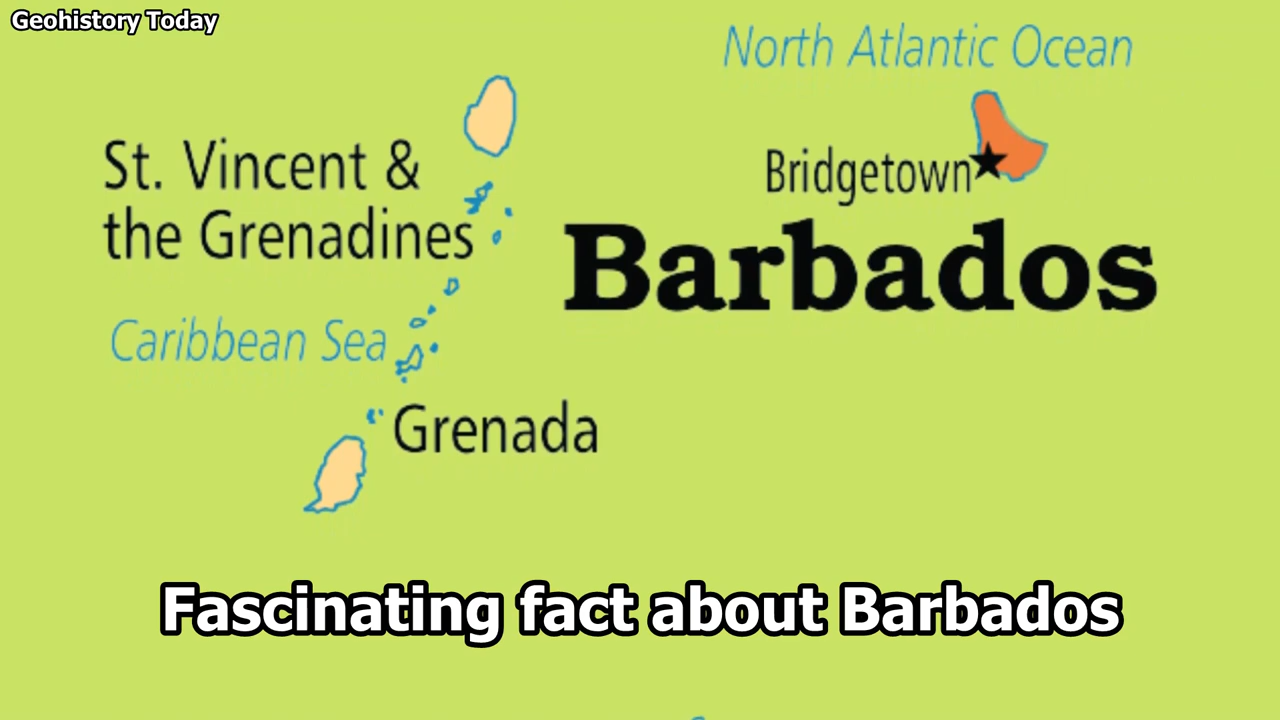 Geohistory Today
North Atlantic Ocean
St. Vincent &
the Grenadines
Bridgetown
Barbados
Caribbean Sea
Grenada
Fascinating fact about Barbados